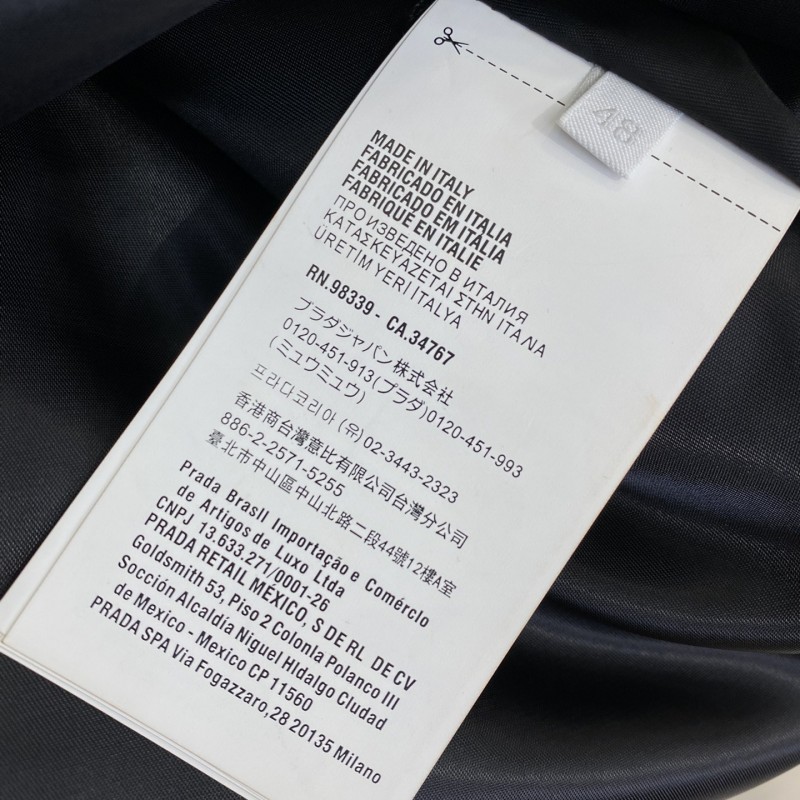 48
MADE IN ITALY
FABRICADO EN ITALIA
FABRICADO EM ITÁLIA
FABRIQUÉ EN ITALIE
ПРОИЗВЕДЕНО В ИТАЛИЯ
ΚΑΤΑΣΚΕΥΑΖΕΤΑΙ ΣΤΗΝ ΙΤΑΛΙΑ
ÜRETIM YERI ITALYA
RN.98339 - CA.34767
プラダジャパン株式会社
0120-451-913(プラダ)0120-451-993
(ミュウミュウ)
프라다코리아 (유) 02-3443-2323
香港商台灣意比有限公司台灣分公司
886-2-2571-5255
臺北市中山區中山北路二段44號12樓A室
Prada Brasil Importação e Comérclo
de Artigos de Luxo Ltda
CNPJ 13.633.271/0001-26
PRADA RETAIL MEXICO, S DE RL DE CV
Goldsmith 53, Piso 2 Colonla Polanco III
Socción Alcaldía Niguel HIdalgo Cludad
de Mexico - Mexico CP 11560
PRADA SPA Via Fogazzaro,28 20135 Milano